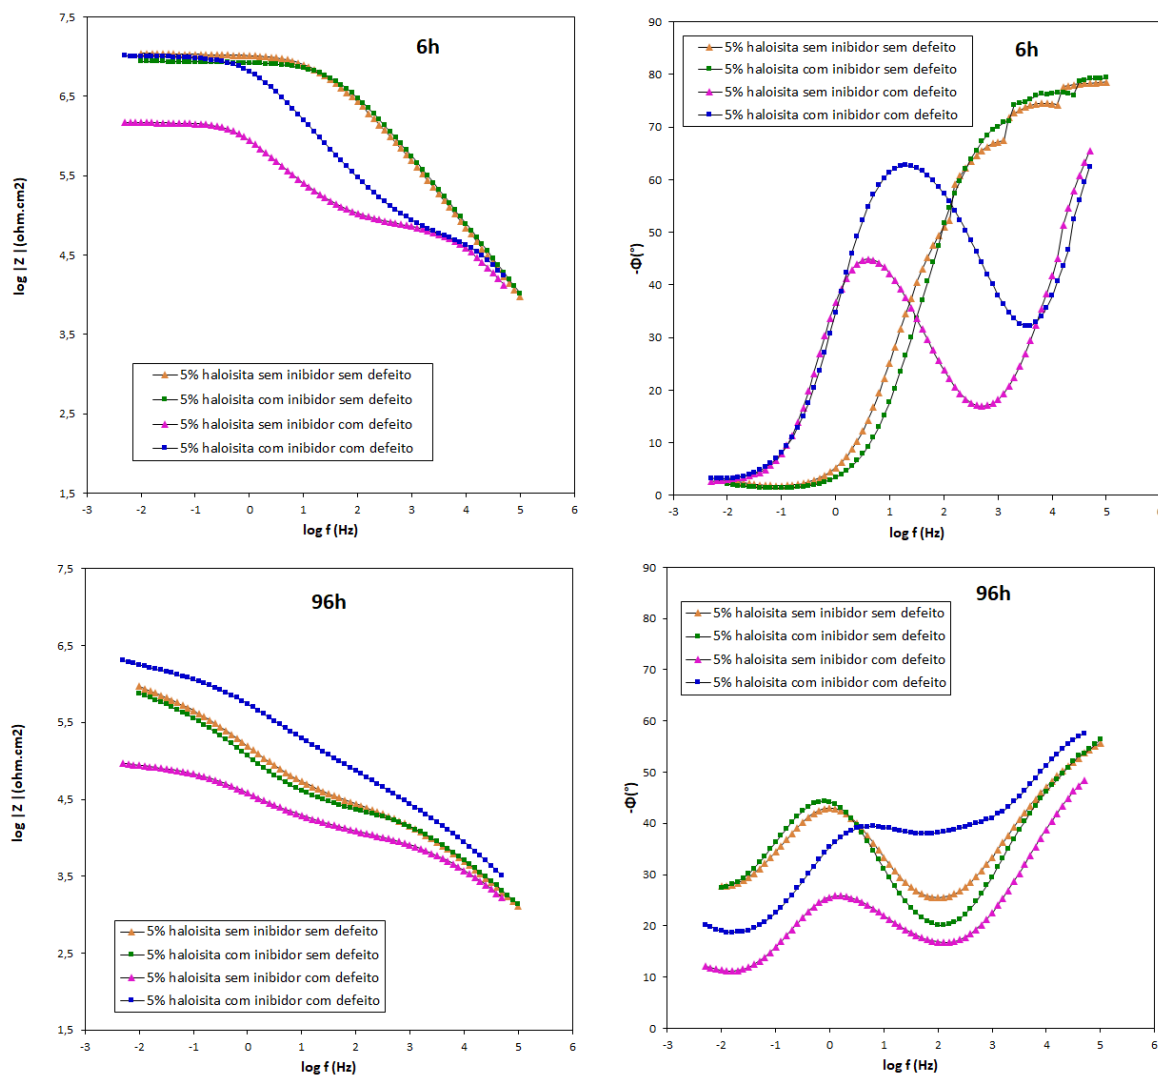 7,5
6,5
5,5
4,5
3,5
2,5
1,5
log | Z | (ohm.cm2)
6h
5% haloisita sem inibidor sem defeito
5% haloisita com inibidor sem defeito
5% haloisita sem inibidor com defeito
5% haloisita com inibidor com defeito
-3 -2 -1 0 1 2 3 4 5 6
log f (Hz)
90
80
70
60
50
40
30
20
10
0
-Φ(°)
6h
5% haloisita sem inibidor sem defeito
5% haloisita com inibidor sem defeito
5% haloisita sem inibidor com defeito
5% haloisita com inibidor com defeito
-3 -2 -1 0 1 2 3 4 5 6
log f (Hz)
7,5
6,5
5,5
4,5
3,5
2,5
1,5
log | Z | (ohm.cm2)
96h
5% haloisita sem inibidor sem defeito
5% haloisita com inibidor sem defeito
5% haloisita sem inibidor com defeito
5% haloisita com inibidor com defeito
-3 -2 -1 0 1 2 3 4 5 6
log f (Hz)
90
80
70
60
50
40
30
20
10
0
-Φ(°)
96h
5% haloisita sem inibidor sem defeito
5% haloisita com inibidor sem defeito
5% haloisita sem inibidor com defeito
5% haloisita com inibidor com defeito
-3 -2 -1 0 1 2 3 4 5 6
log f (Hz)